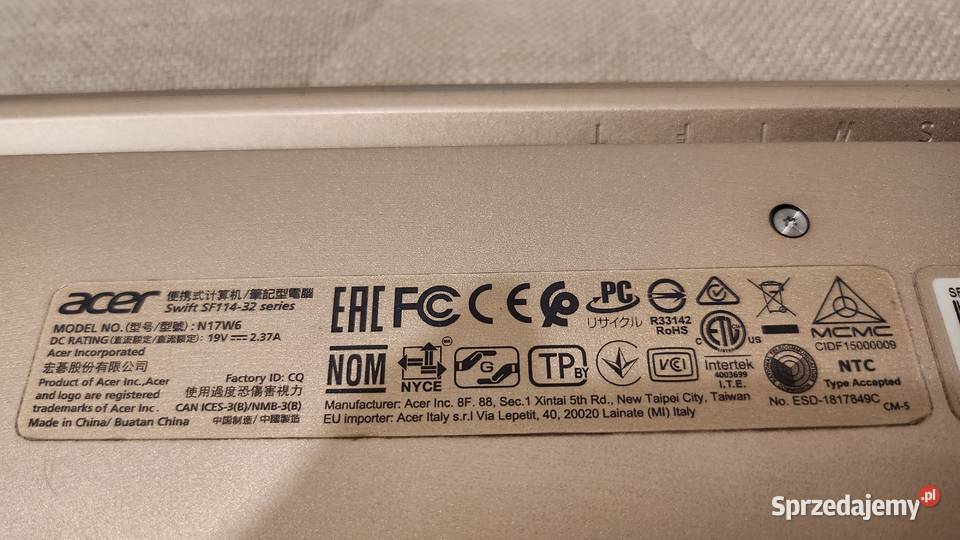 SWIFT
acer 便携式计算机/筆記型電腦
Swift SF114-32 series
MODEL NO. (型号/型號) : N17W6
DC RATING (直流额定/直流額定): 19V 2.37A
Acer Incorporated
宏碁股份有限公司
Product of Acer Inc.,Acer
and logo are registered
trademarks of Acer Inc.
Made in China/ Buatan China
Factory ID: CQ
使用過度恐傷害視力
CAN ICES-3(B)/NMB-3(B)
中国制造/ 中國製造
EAC FC CE
PC
リサイクル
R33142
RoHS
C ETL US
Intertek
4003699
I.T.E.
MCMC
CIDF15000009
NOM
NYCE
G
TP BY
VCI
NTC
Type Accepted
No. ESD-1817849C
CM-5
Manufacturer: Acer Inc. 8F. 88, Sec.1 Xintai 5th Rd., New Taipei City, Taiwan
EU importer: Acer Italy s.r.l Via Lepetit, 40, 20020 Lainate (MI) Italy
Sprzedajemy.pl